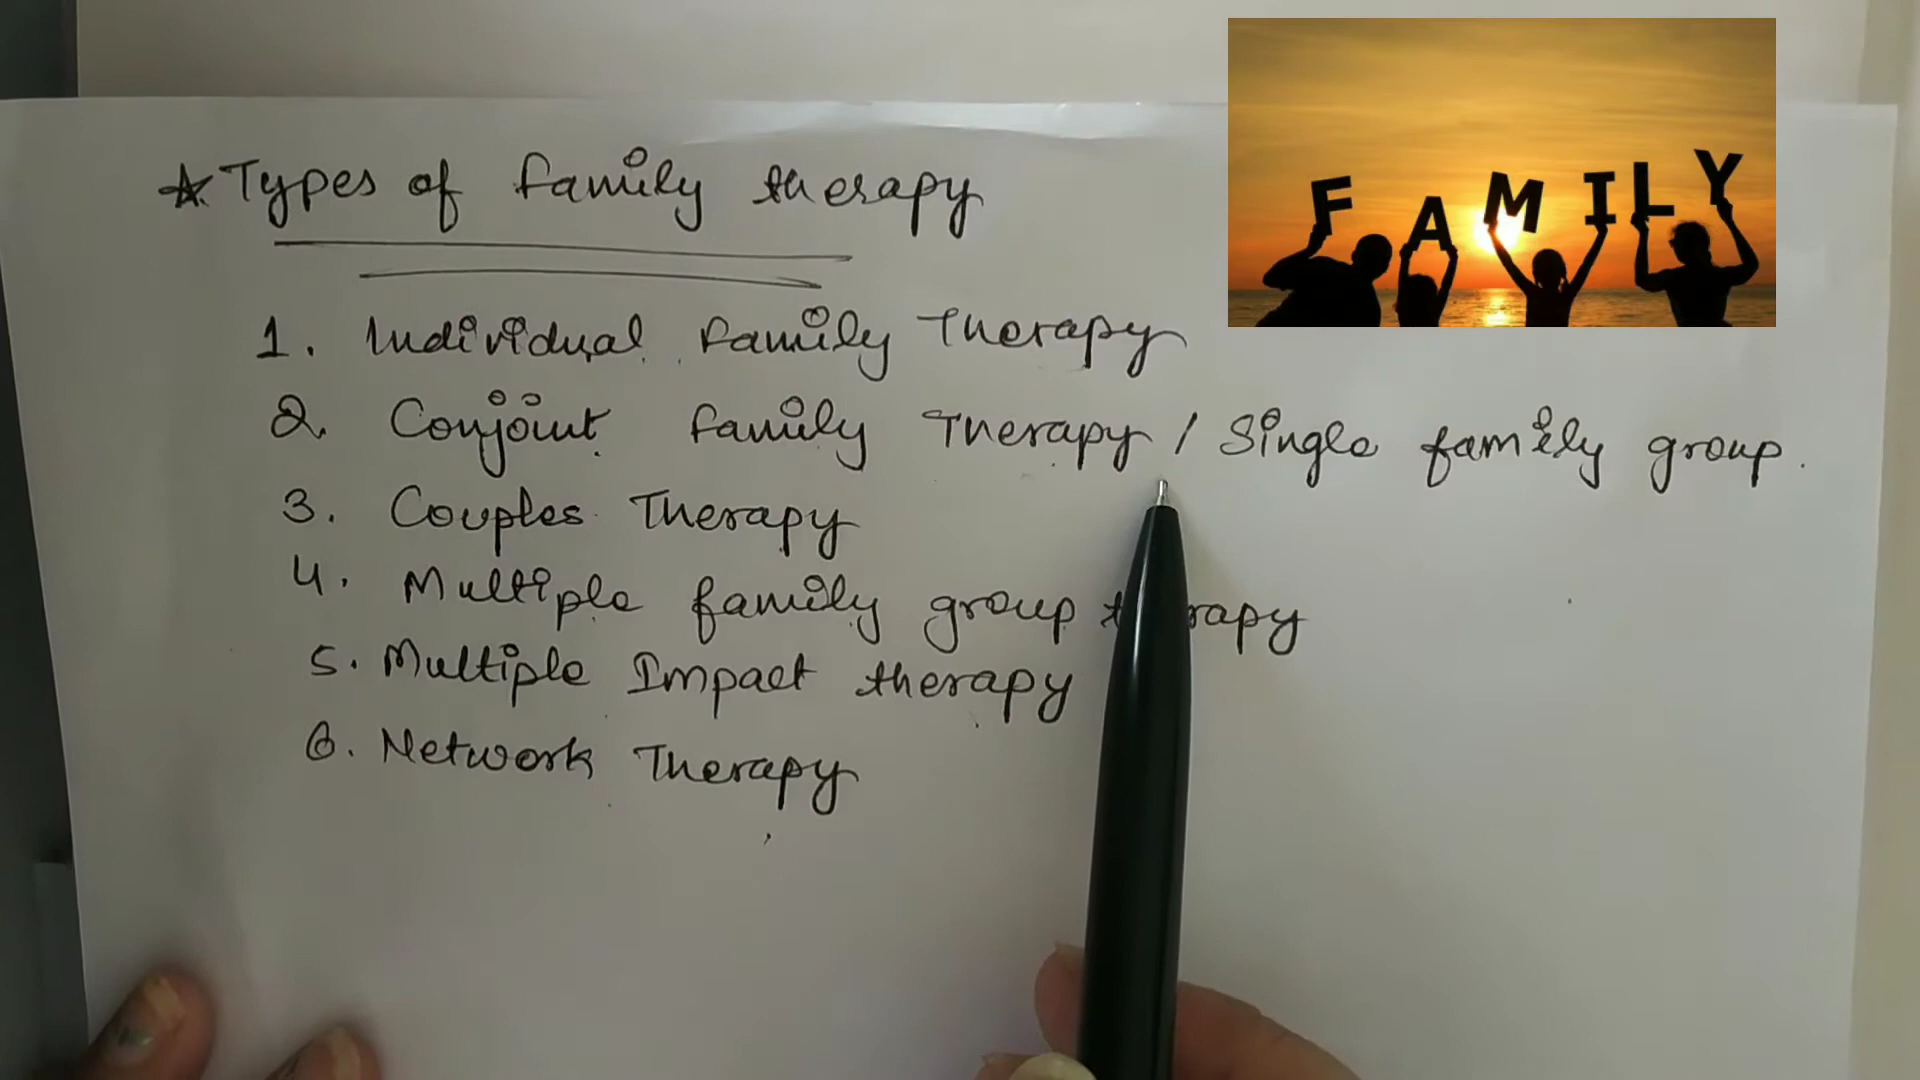 Types of family therapy
1. Individual Family Therapy
2. Conjoint Family Therapy / Single family group.
3. Couples Therapy
4. Multiple family group
5. Multiple Impact therapy
6. Network Therapy
FAMILY